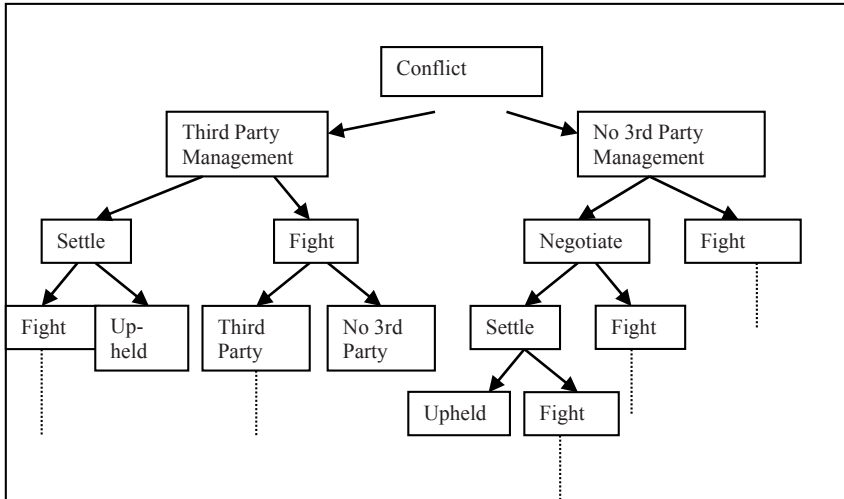 Conflict
Third Party
Management
No 3rd Party
Management
Settle
Fight
Negotiate
Fight
Fight
Up-
held
Third
Party
No 3rd
Party
Settle
Fight
Upheld
Fight